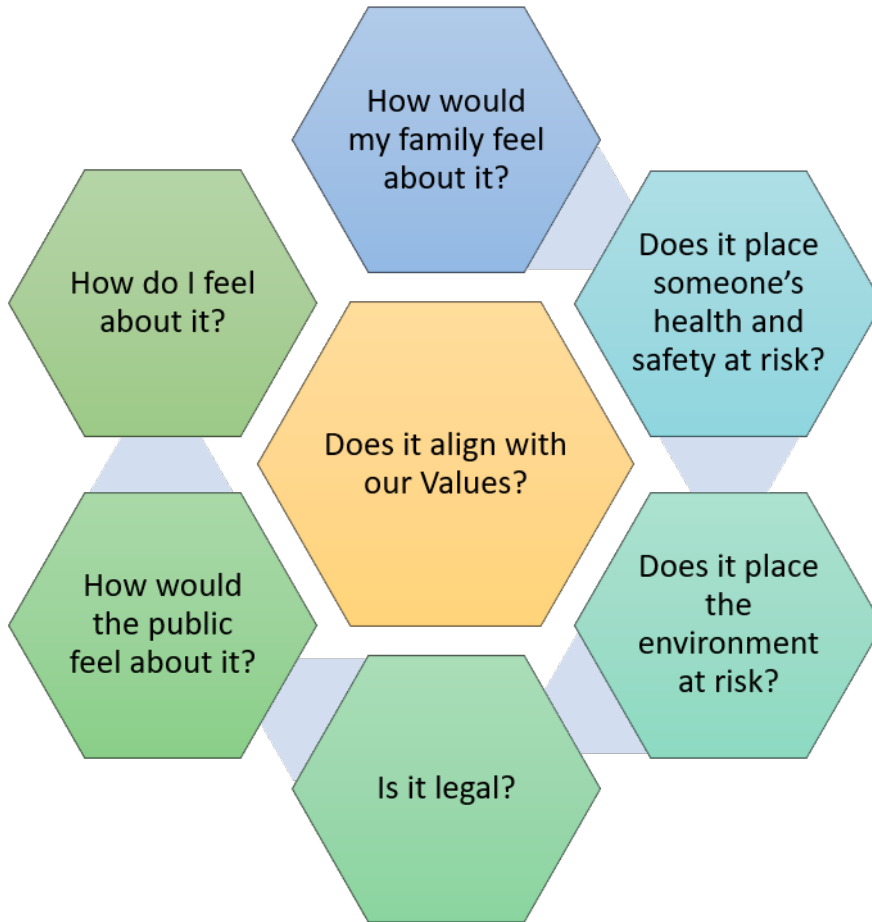 How would
my family feel
about it?
Does it place
someone’s
health and
safety at risk?
Does it place
the
environment
at risk?
Is it legal?
How would
the public
feel about it?
How do I feel
about it?
Does it align with
our Values?